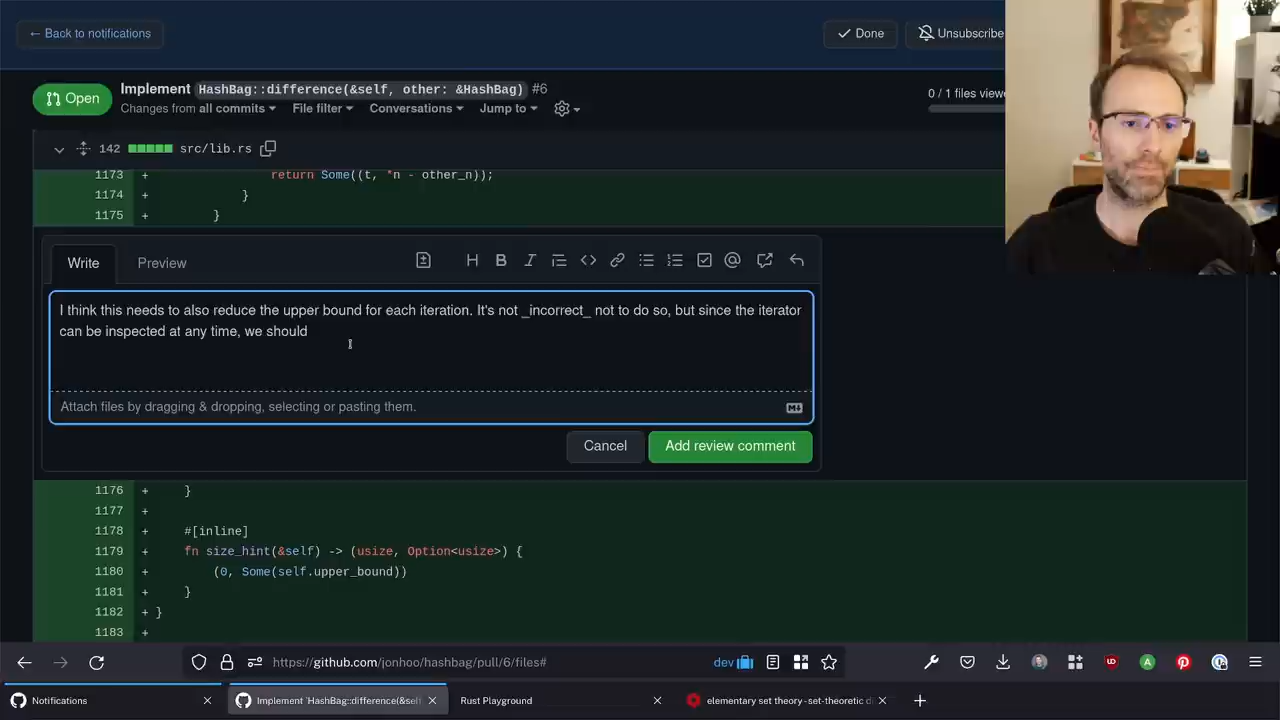 ← Back to notifications
Done
Unsubscribe
Open
Implement HashBag::difference(&self, other: &HashBag) #6
Changes from all commits
File filter
Conversations
Jump to
0 / 1 files viewe
142
src/lib.rs
1173 + return Some((t, *n - other_n));
1174 + }
1175 + }
Write
Preview
I think this needs to also reduce the upper bound for each iteration. It's not _incorrect_ not to do so, but since the iterator
can be inspected at any time, we should
Attach files by dragging & dropping, selecting or pasting them.
Cancel
Add review comment
1176 + }
1177 +
1178 + #[inline]
1179 + fn size_hint(&self) -> (usize, Option<usize>) {
1180 + (0, Some(self.upper_bound))
1181 + }
1182 + }
1183 +
https://github.com/jonhoo/hashbag/pull/6/files#
dev
Notifications
Implement `HashBag::difference(&sel
Rust Playground
elementary set theory -set-theoretic di